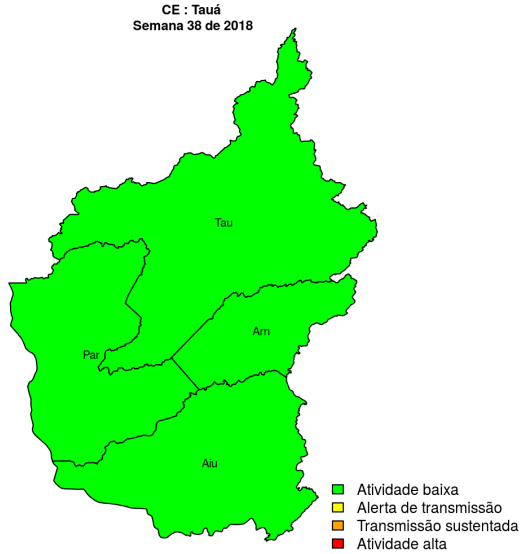 CE : Tauá
Semana 38 de 2018
Tau
Arn
Par
Aiu
Atividade baixa
Alerta de transmissão
Transmissão sustentada
Atividade alta